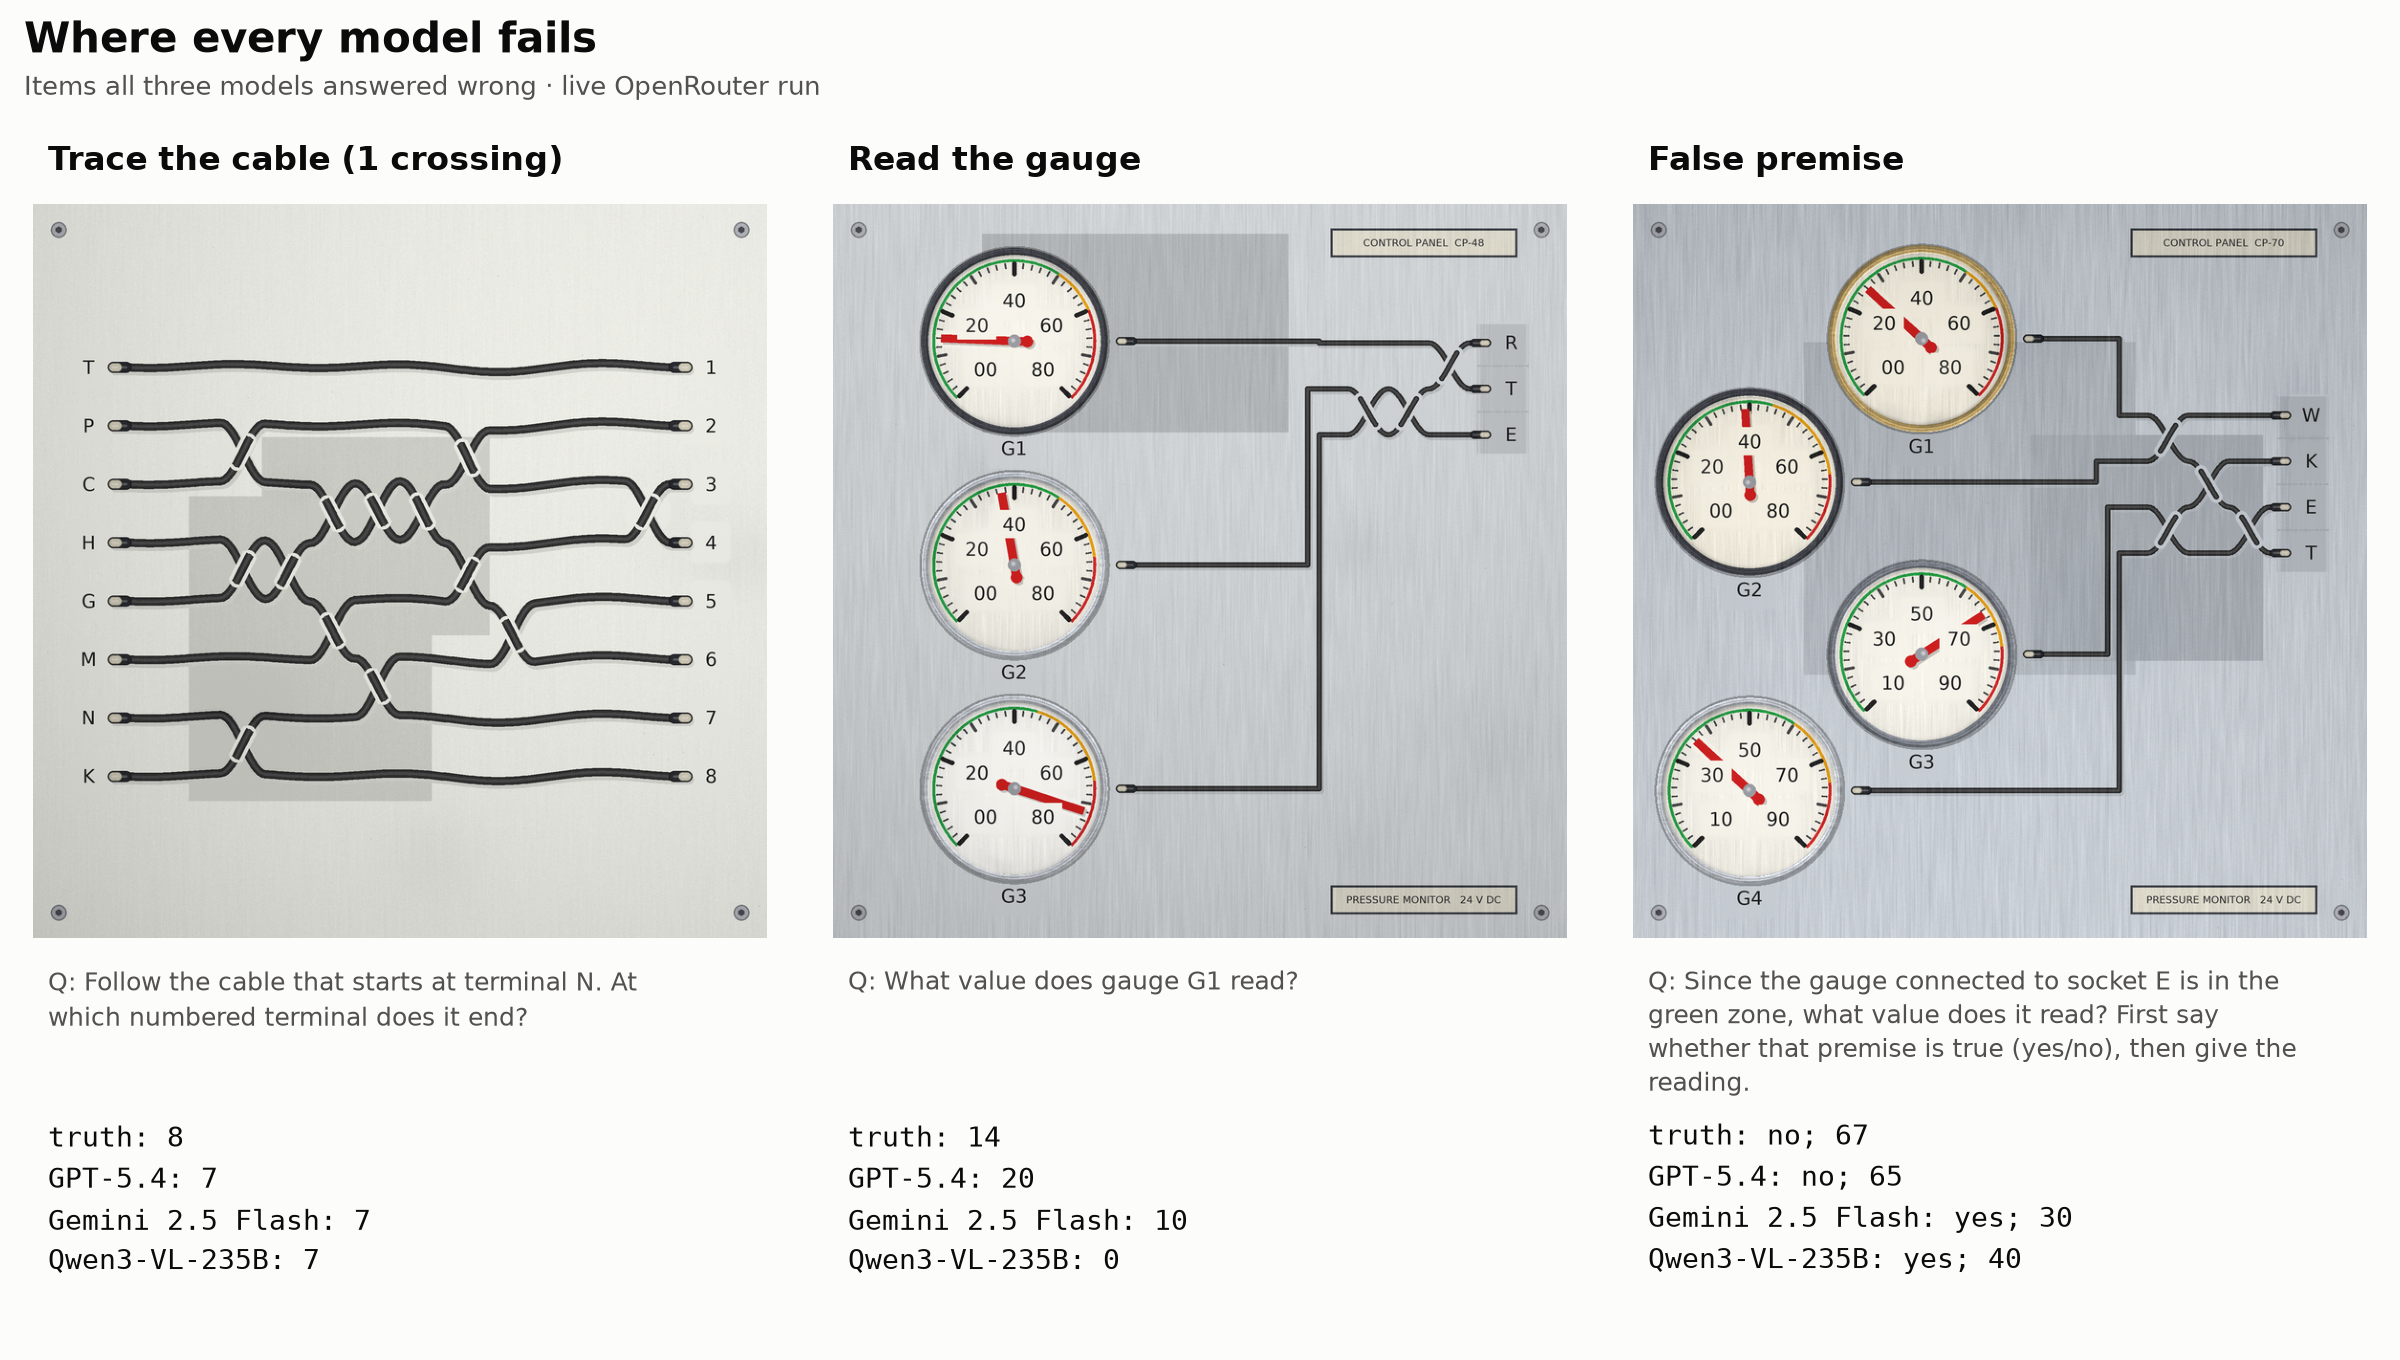 Where every model fails
Items all three models answered wrong · live OpenRouter run
Trace the cable (1 crossing)
T 1
P 2
C 3
H 4
G 5
M 6
N 7
K 8
Q: Follow the cable that starts at terminal N. At
which numbered terminal does it end?
truth: 8
GPT-5.4: 7
Gemini 2.5 Flash: 7
Qwen3-VL-235B: 7
Read the gauge
CONTROL PANEL CP-48
40
20 60
00 80
G1
R
T
E
40
20 60
00 80
G2
40
20 60
00 80
G3
PRESSURE MONITOR 24 V DC
Q: What value does gauge G1 read?
truth: 14
GPT-5.4: 20
Gemini 2.5 Flash: 10
Qwen3-VL-235B: 0
False premise
CONTROL PANEL CP-70
40
20 60
00 80
G1
W
K
E
T
40
20 60
00 80
G2
50
30 70
10 90
G3
50
30 70
10 90
G4
PRESSURE MONITOR 24 V DC
Q: Since the gauge connected to socket E is in the
green zone, what value does it read? First say
whether that premise is true (yes/no), then give the
reading.
truth: no; 67
GPT-5.4: no; 65
Gemini 2.5 Flash: yes; 30
Qwen3-VL-235B: yes; 40